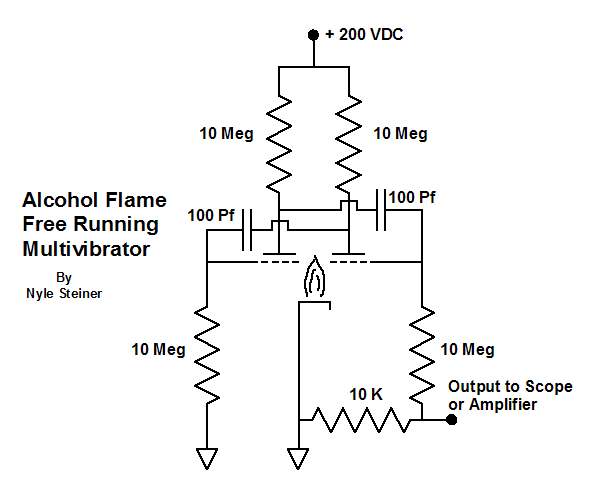 + 200 VDC
10 Meg
10 Meg
Alcohol Flame
Free Running
Multivibrator
By
Nyle Steiner
100 Pf
100 Pf
10 Meg
10 Meg
10 K
Output to Scope
or Amplifier